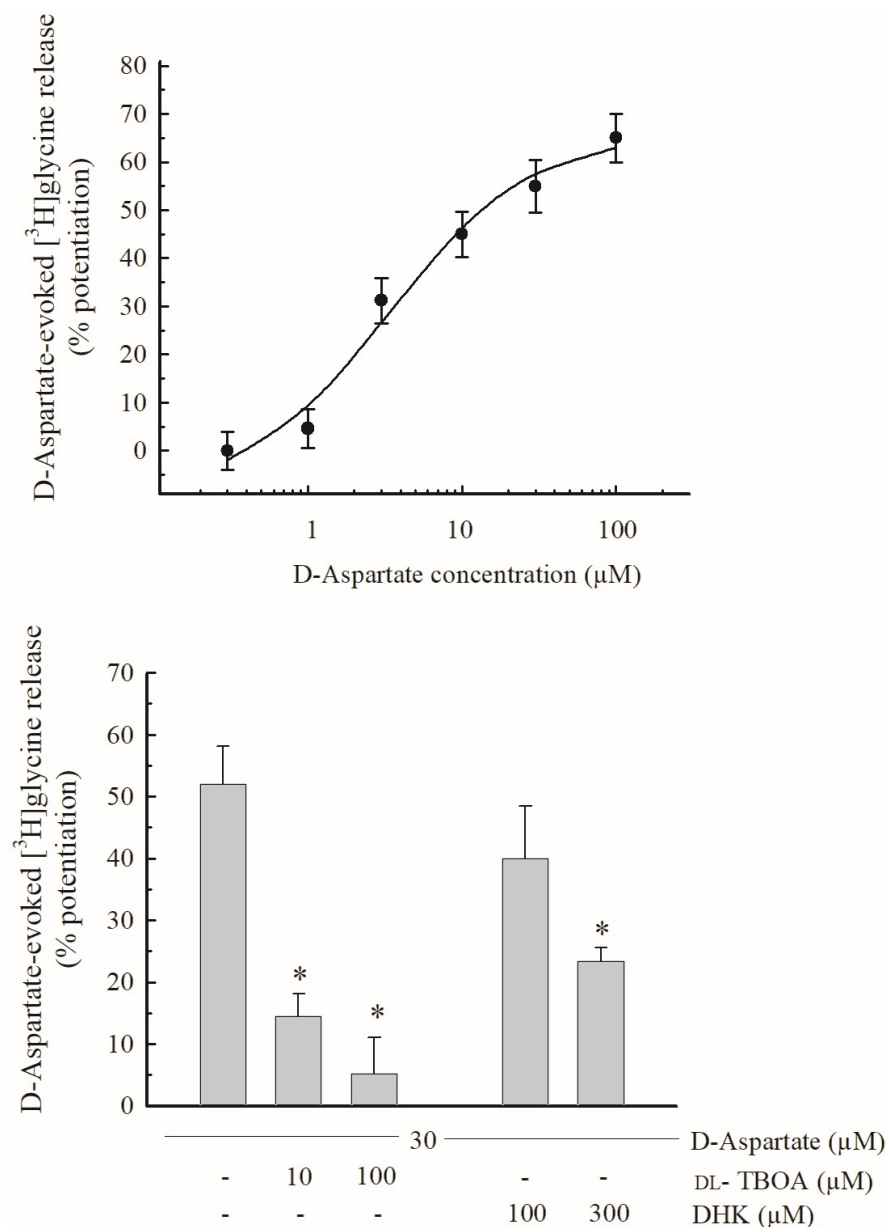 D-Aspartate-evoked [³H]glycine release
(% potentiation)
80
70
60
50
40
30
20
10
0
1 10 100
D-Aspartate concentration (µM)
D-Aspartate-evoked [³H]glycine release
(% potentiation)
70
60
50
40
30
20
10
0
*
*
*
30 D-Aspartate (µM)
- 10 100 - - DL- TBOA (µM)
- - - 100 300 DHK (µM)